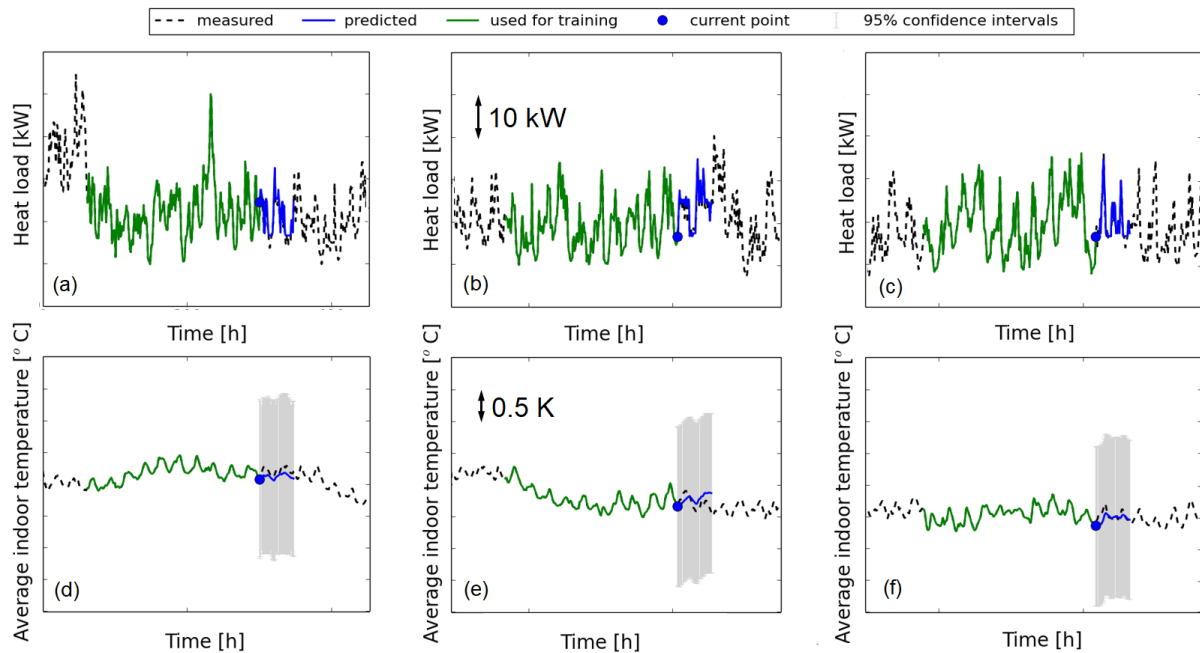 measured predicted used for training current point 95% confidence intervals
Heat load [kW]
(a)
Time [h]
Heat load [kW]
10 kW
(b)
Time [h]
Heat load [kW]
(c)
Time [h]
Average indoor temperature [° C]
(d)
Time [h]
Average indoor temperature [° C]
0.5 K
(e)
Time [h]
Average indoor temperature [° C]
(f)
Time [h]